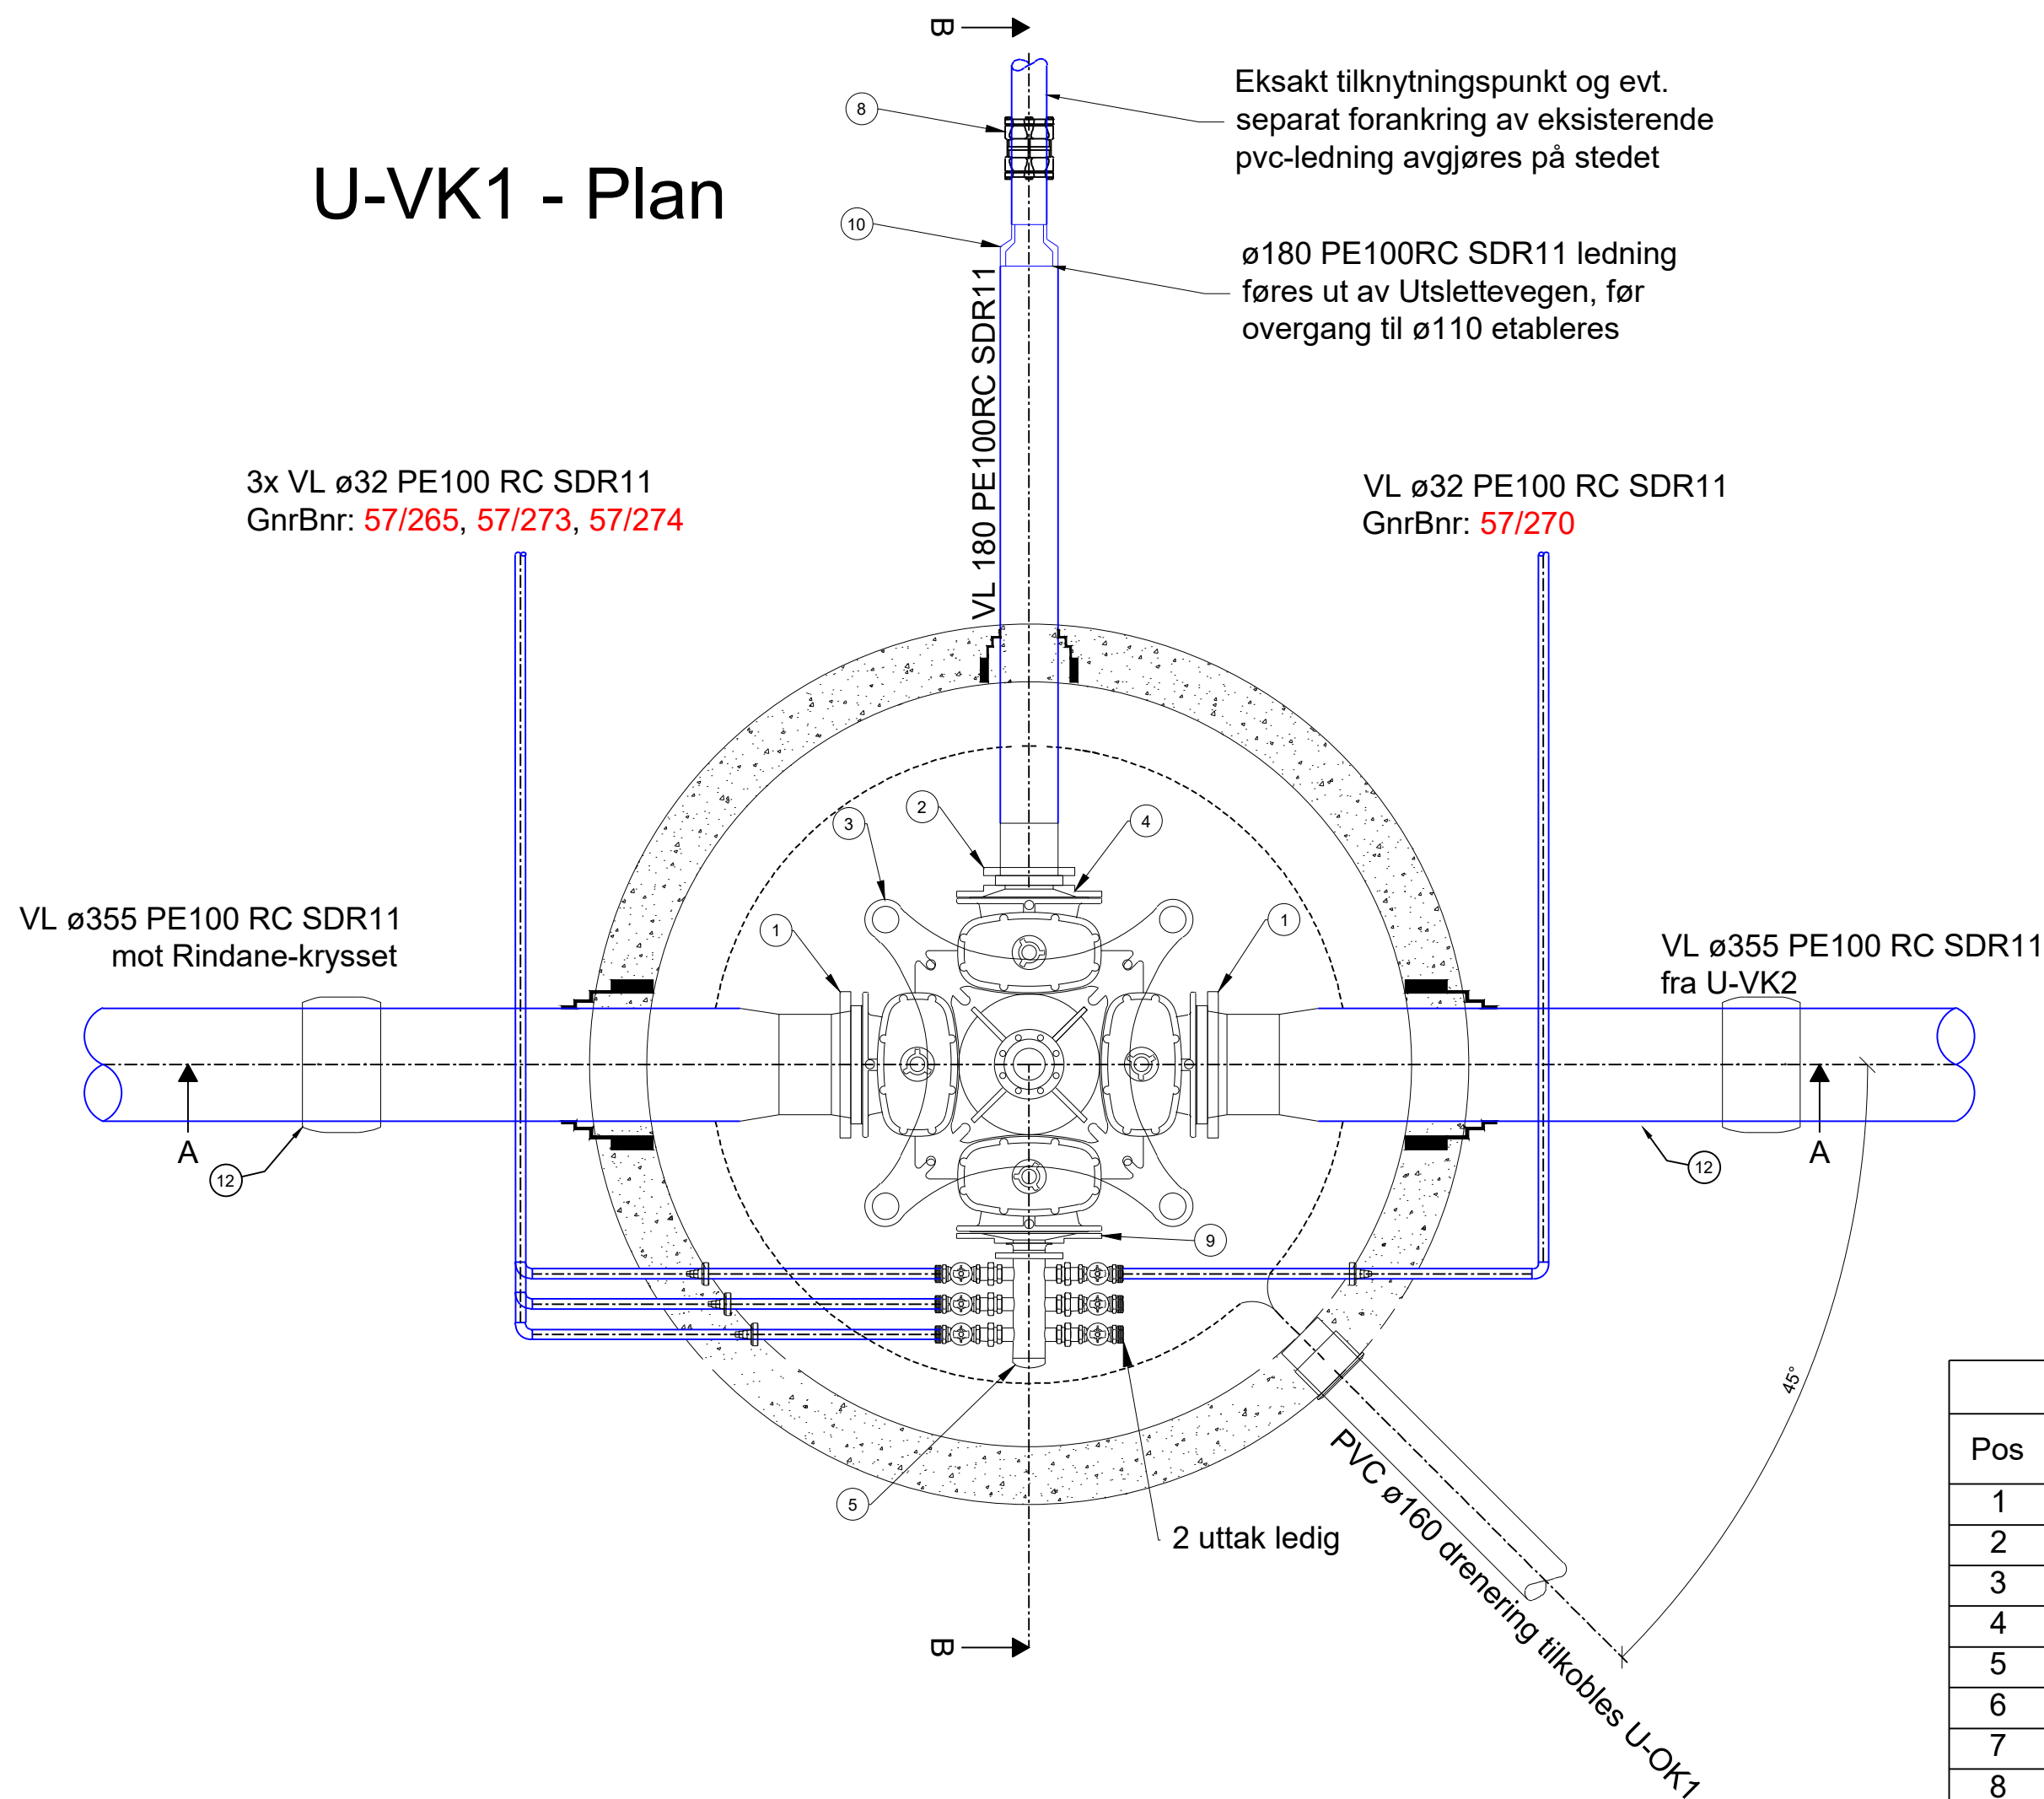 B
Eksakt tilknytningspunkt og evt.
separat forankring av eksisterende
pvc-ledning avgjøres på stedet
8
U-VK1 - Plan
10
ø180 PE100RC SDR11 ledning
føres ut av Utslettevegen, før
overgang til ø110 etableres
VL 180 PE100RC SDR11
3x VL ø32 PE100 RC SDR11
GnrBnr: 57/265, 57/273, 57/274
VL ø32 PE100 RC SDR11
GnrBnr: 57/270
2
3
4
1
1
VL ø355 PE100 RC SDR11
mot Rindane-krysset
VL ø355 PE100 RC SDR11
fra U-VK2
A
12
A
12
9
45°
5
2 uttak ledig
PVC ø160 drenering tilkobles U-OK1
B
Pos
1
2
3
4
5
6
7
8